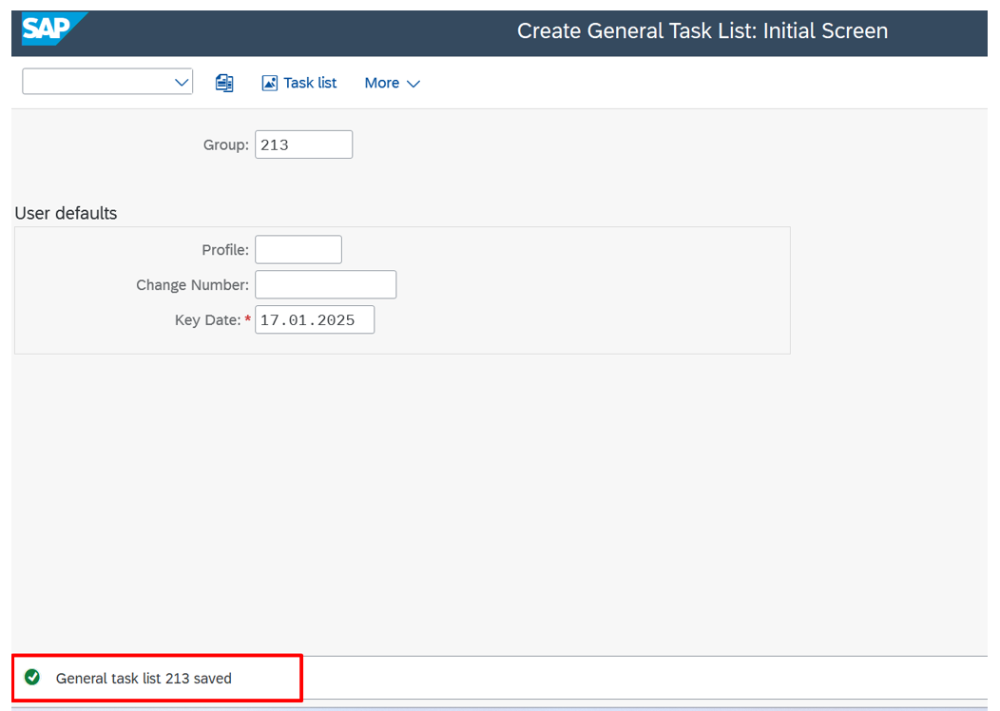 SAP
Create General Task List: Initial Screen
Task list More
Group: 213
User defaults
Profile:
Change Number:
Key Date: * 17.01.2025
General task list 213 saved